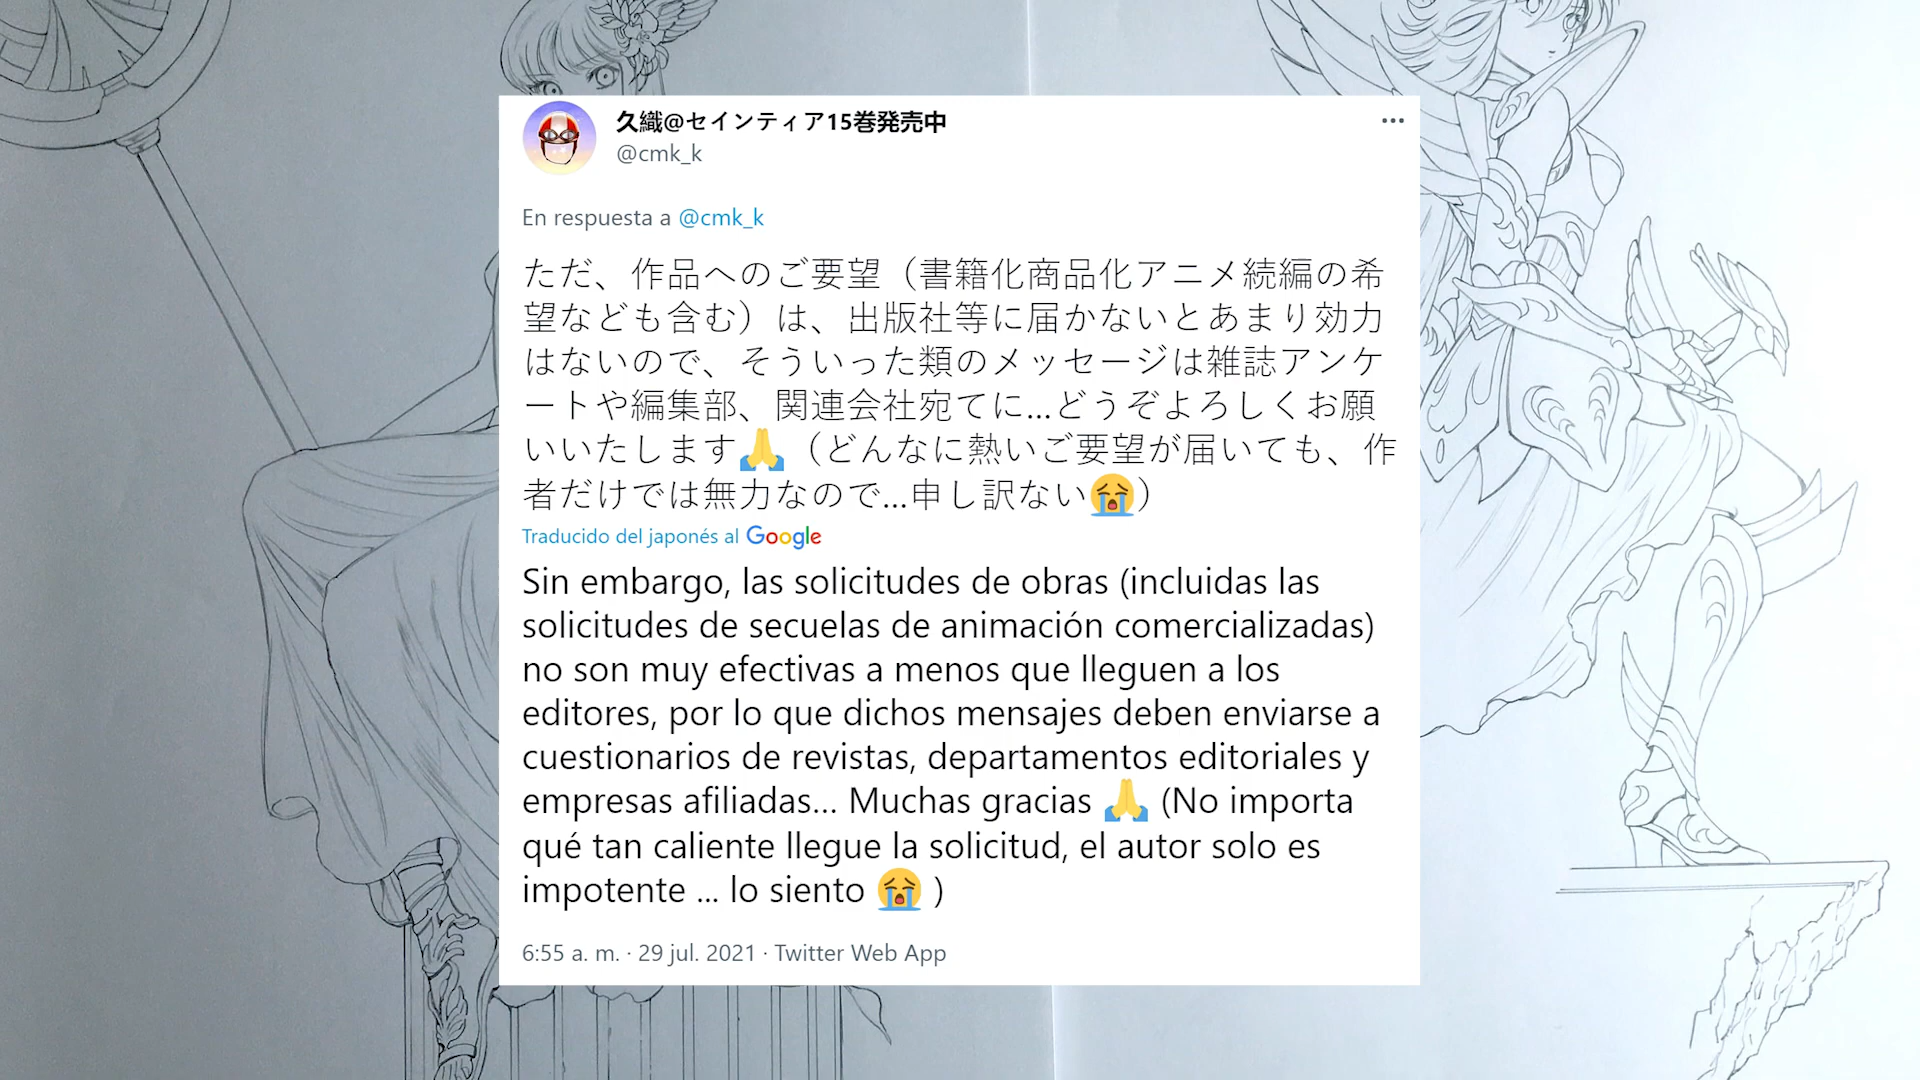 久織@セインティア15巻発売中
@cmk_k
En respuesta a @cmk_k
ただ、作品へのご要望（書籍化商品化アニメ続編の希
望なども含む）は、出版社等に届かないとあまり効力
はないので、そういった類のメッセージは雑誌アンケ
ートや編集部、関連会社宛てに...どうぞよろしくお願
いいたします🙏（どんなに熱いご要望が届いても、作
者だけでは無力なので...申し訳ない😭）
Traducido del japonés al Google
Sin embargo, las solicitudes de obras (incluidas las
solicitudes de secuelas de animación comercializadas)
no son muy efectivas a menos que lleguen a los
editores, por lo que dichos mensajes deben enviarse a
cuestionarios de revistas, departamentos editoriales y
empresas afiliadas... Muchas gracias 🙏 (No importa
qué tan caliente llegue la solicitud, el autor solo es
impotente ... lo siento 😭 )
6:55 a. m. · 29 jul. 2021 · Twitter Web App